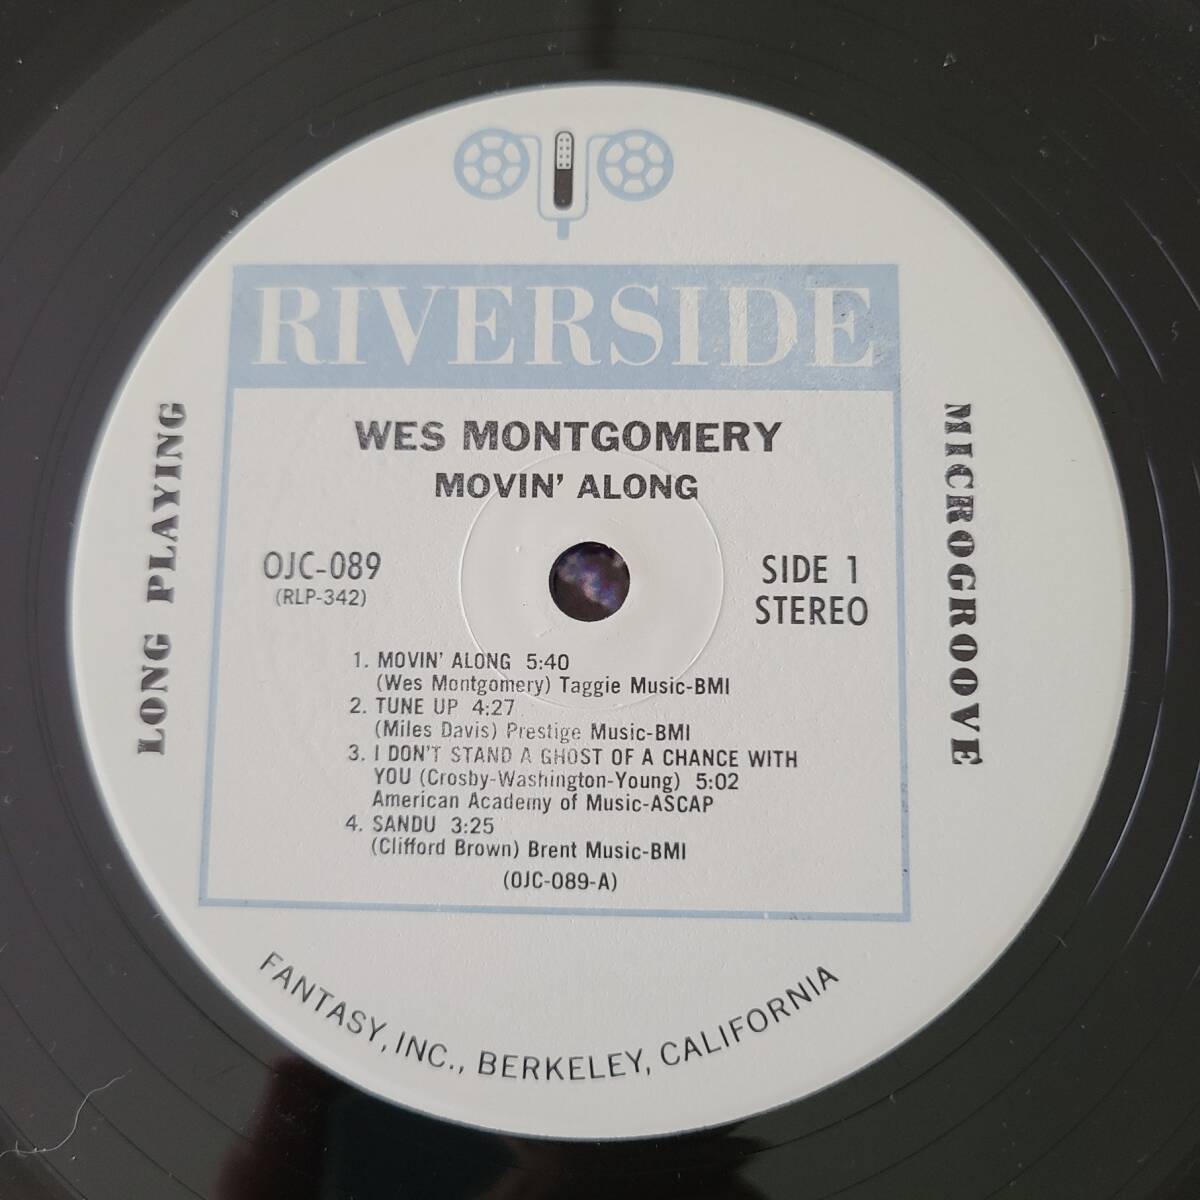 RIVERSIDE
WES MONTGOMERY
MOVIN' ALONG
OJC-089
(RLP-342)
SIDE 1
STEREO
1. MOVIN' ALONG 5:40
(Wes Montgomery) Taggie Music-BMI
2. TUNE UP 4:27
(Miles Davis) Prestige Music-BMI
3. I DON'T STAND A GHOST OF A CHANCE WITH
YOU (Crosby-Washington-Young) 5:02
American Academy of Music-ASCAP
4. SANDU 3:25
(Clifford Brown) Brent Music-BMI
(OJC-089-A)
LONG PLAYING
MICROGROOVE
FANTASY, INC., BERKELEY, CALIFORNIA